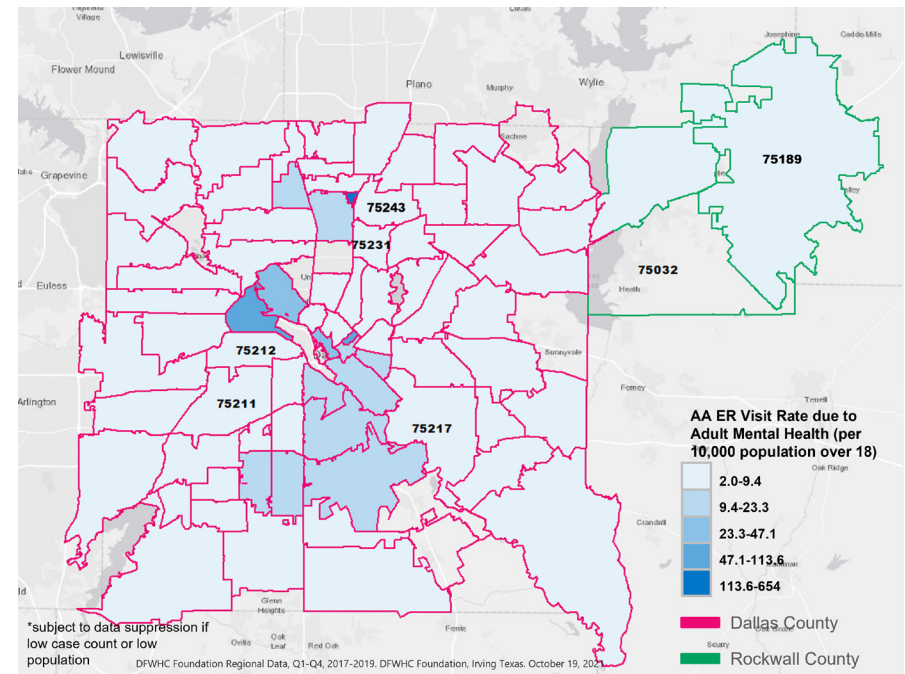 Highland
Village
Lucas
Josephine
Caddo Mills
Lewisville
Flower Mound
Plano
Murphy
Wylie
Sachse
Grapevine
75189
75243
75231
75032
Euless
Heath
75212
Sunnyvale
Forney
Terrell
Arlington
75211
75217
AA ER Visit Rate due to
Adult Mental Health (per
10,000 population over 18)
Oak Ridge
2.0-9.4
9.4-23.3
23.3-47.1
47.1-113.6
113.6-654
Crandall
Glenn
Heights
Dallas County
*subject to data suppression if
low case count or low
population
Ovilla
Oak
Leaf
Red Oak
Ferris
Scurry
Rockwall County
DFWHC Foundation Regional Data, Q1-Q4, 2017-2019. DFWHC Foundation, Irving Texas. October 19,